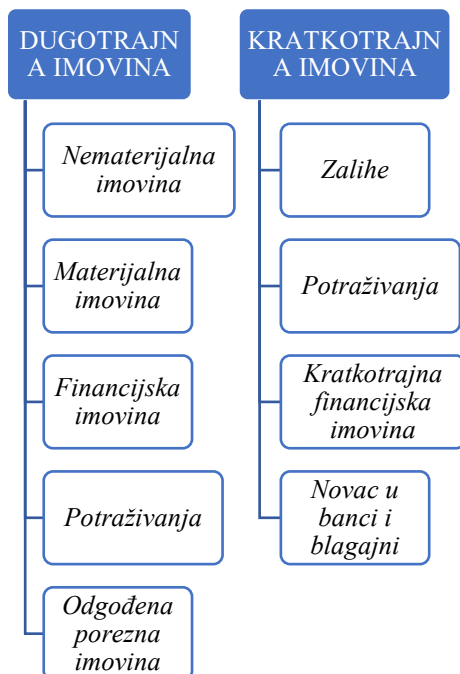 DUGOTRAJN
A IMOVINA
Nematerijalna
imovina
Materijalna
imovina
Financijska
imovina
Potraživanja
Odgođena
porezna
imovina
KRATKOTRAJN
A IMOVINA
Zalihe
Potraživanja
Kratkotrajna
financijska
imovina
Novac u
banci i
blagajni